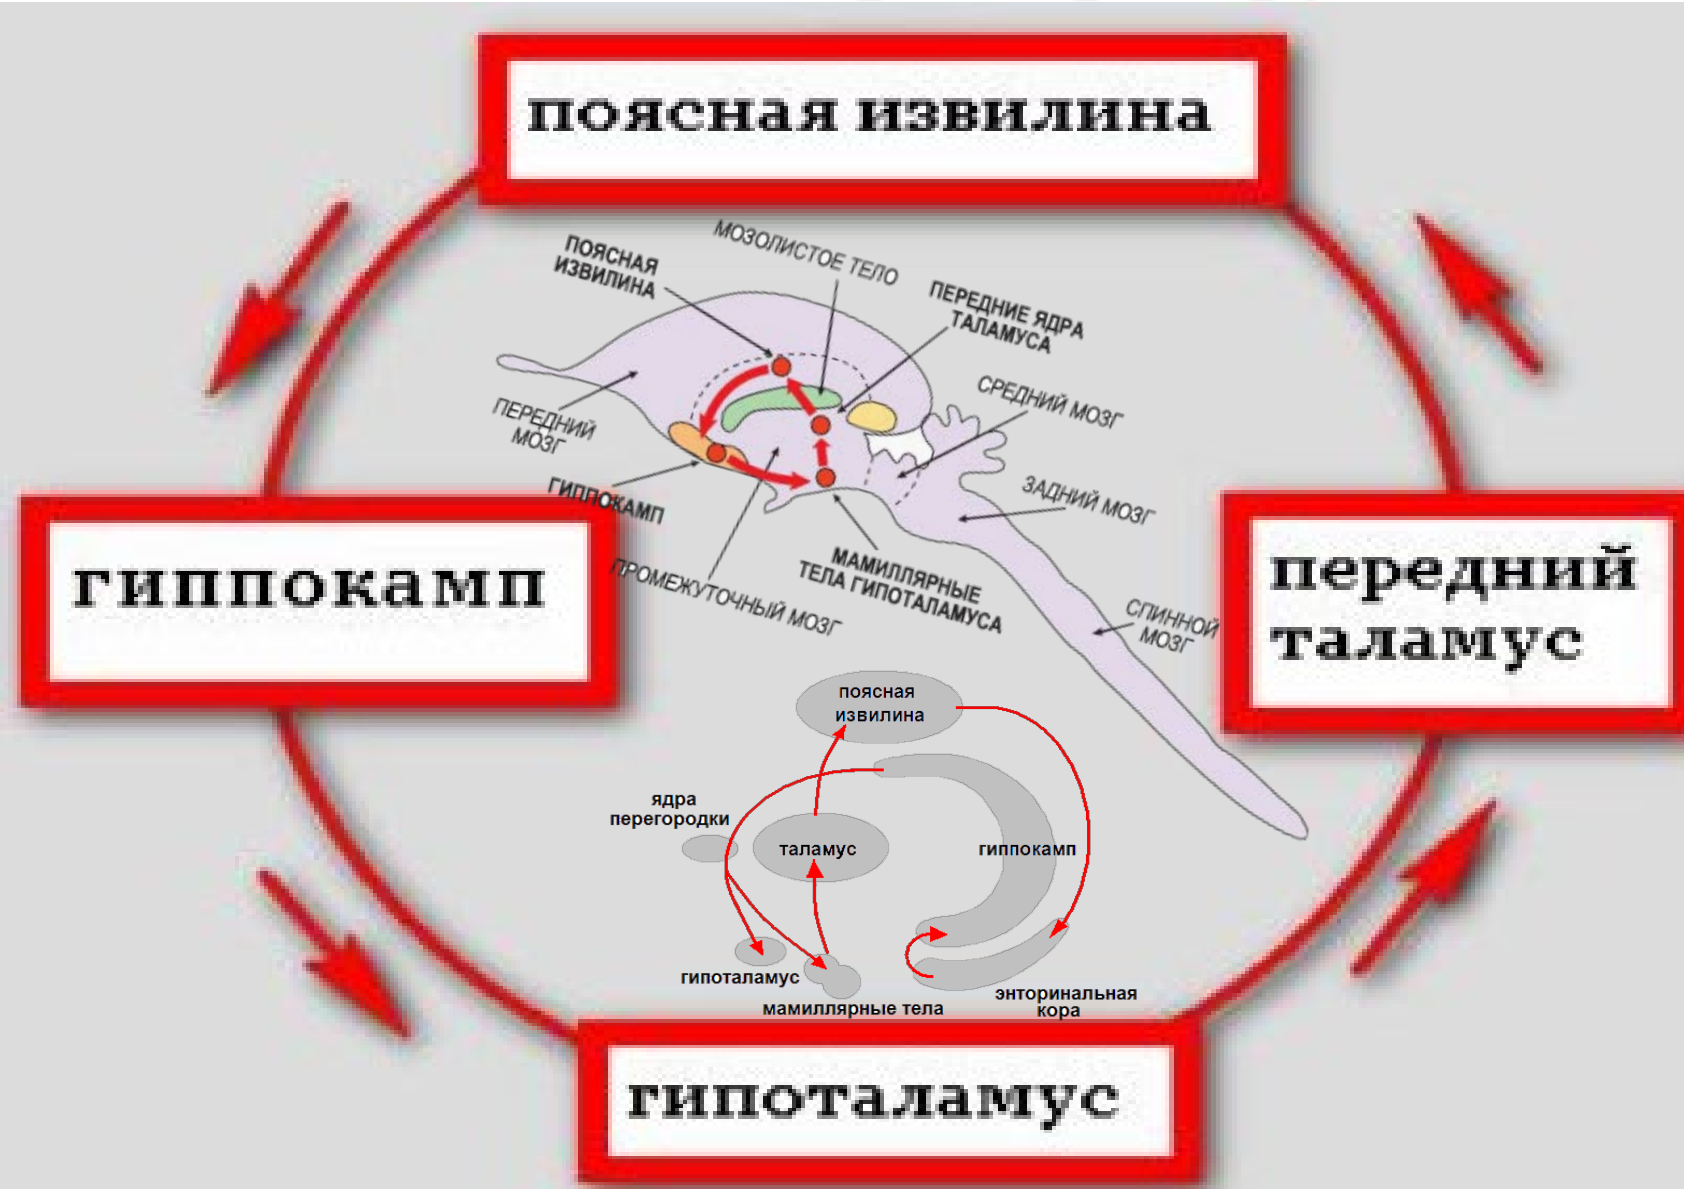 поясная извилина
ПОЯСНАЯ
ИЗВИЛИНА
МОЗОЛИСТОЕ ТЕЛО
ПЕРЕДНИЕ ЯДРА
ТАЛАМУСА
СРЕДНИЙ МОЗГ
ПЕРЕДНИЙ
МОЗГ
ГИППОКАМП
ЗАДНИЙ МОЗГ
гиппокамп
передний
таламус
МАМИЛЛЯРНЫЕ
ТЕЛА ГИПОТАЛАМУСА
ПРОМЕЖУТОЧНЫЙ МОЗГ
СПИННОЙ
МОЗГ
поясная
извилина
ядра
перегородки
таламус
гиппокамп
гипоталамус
мамиллярные тела
энторинальная
кора
гипоталамус